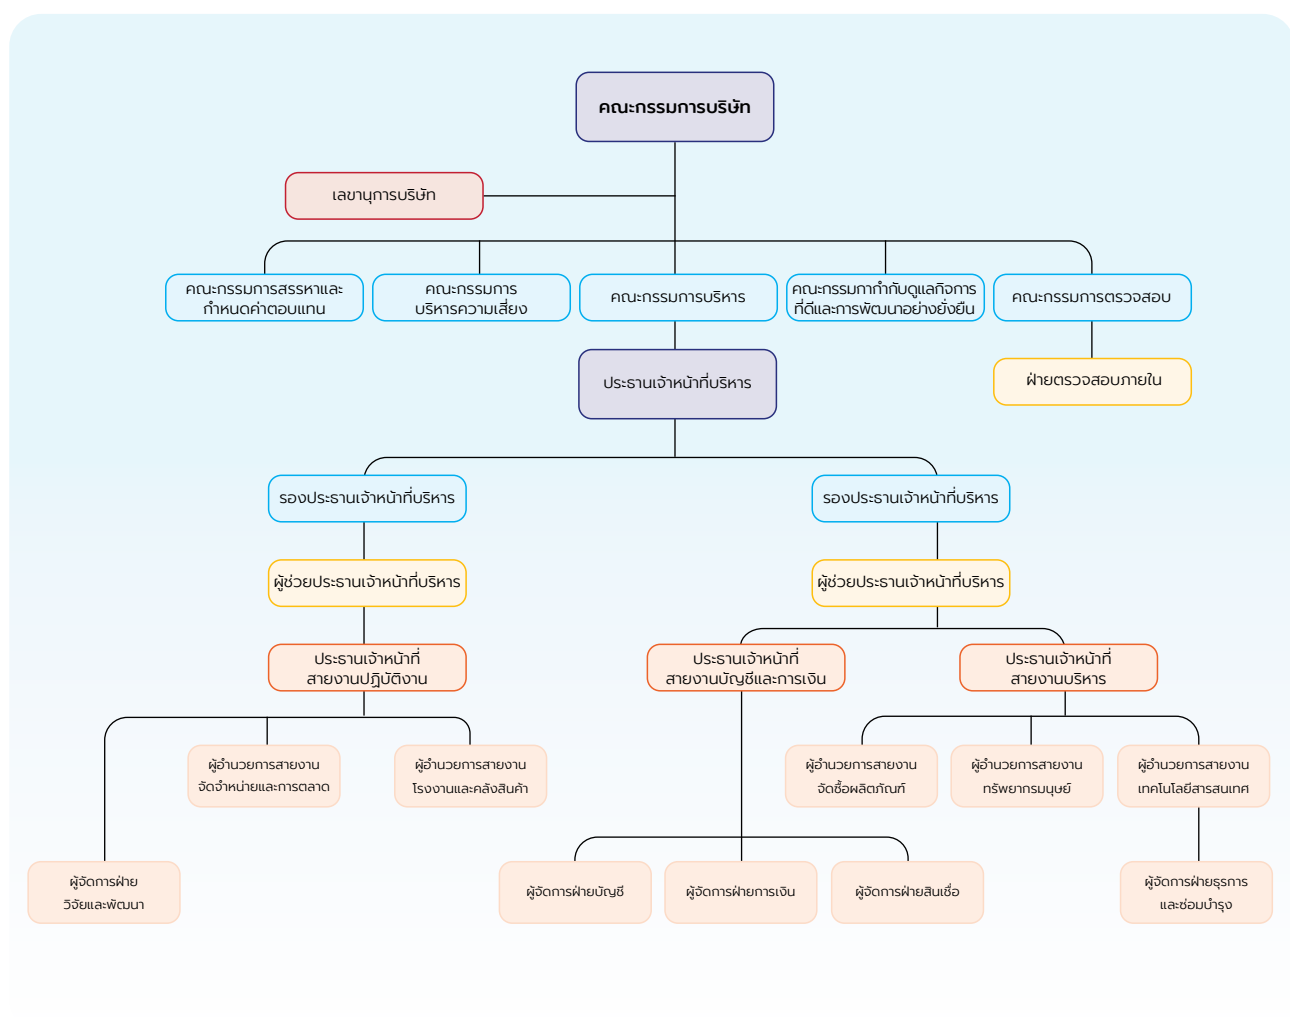 คณะกรรมการบริษัท
เลขานุการบริษัท
คณะกรรมการสรรหาและ
กำหนดค่าตอบแทน
คณะกรรมการ
บริหารความเสี่ยง
คณะกรรมการบริหาร
คณะกรรมกากำกับดูแลกิจการ
ที่ดีและการพัฒนาอย่างยั่งยืน
คณะกรรมการตรวจสอบ
ประธานเจ้าหน้าที่บริหาร
ฝ่ายตรวจสอบภายใน
รองประธานเจ้าหน้าที่บริหาร
รองประธานเจ้าหน้าที่บริหาร
ผู้ช่วยประธานเจ้าหน้าที่บริหาร
ผู้ช่วยประธานเจ้าหน้าที่บริหาร
ประธานเจ้าหน้าที่
สายงานปฏิบัติงาน
ประธานเจ้าหน้าที่
สายงานบัญชีและการเงิน
ประธานเจ้าหน้าที่
สายงานบริหาร
ผู้อำนวยการสายงาน
จัดจำหน่ายและการตลาด
ผู้อำนวยการสายงาน
โรงงานและคลังสินค้า
ผู้อำนวยการสายงาน
จัดซื้อผลิตภัณฑ์
ผู้อำนวยการสายงาน
ทรัพยากรมนุษย์
ผู้อำนวยการสายงาน
เทคโนโลยีสารสนเทศ
ผู้จัดการฝ่าย
วิจัยและพัฒนา
ผู้จัดการฝ่ายบัญชี
ผู้จัดการฝ่ายการเงิน
ผู้จัดการฝ่ายสินเชื่อ
ผู้จัดการฝ่ายธุรการ
และซ่อมบำรุง